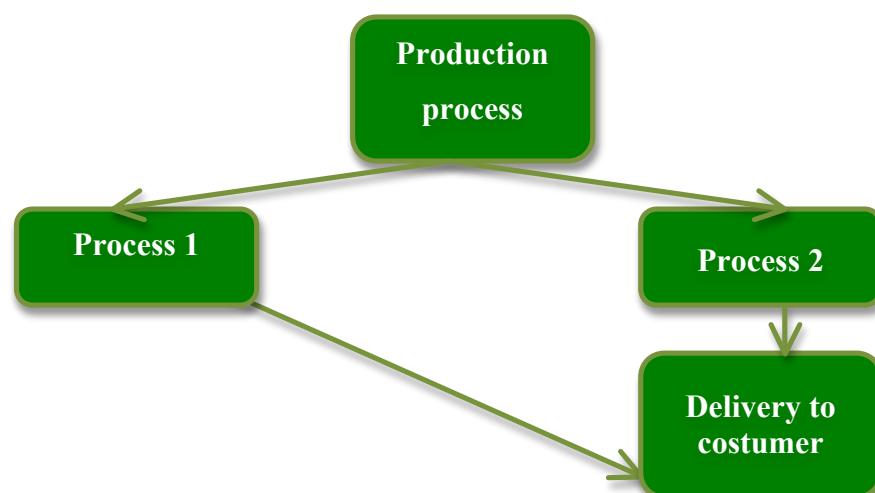 Production
process
Process 1
Process 2
Delivery to
costumer